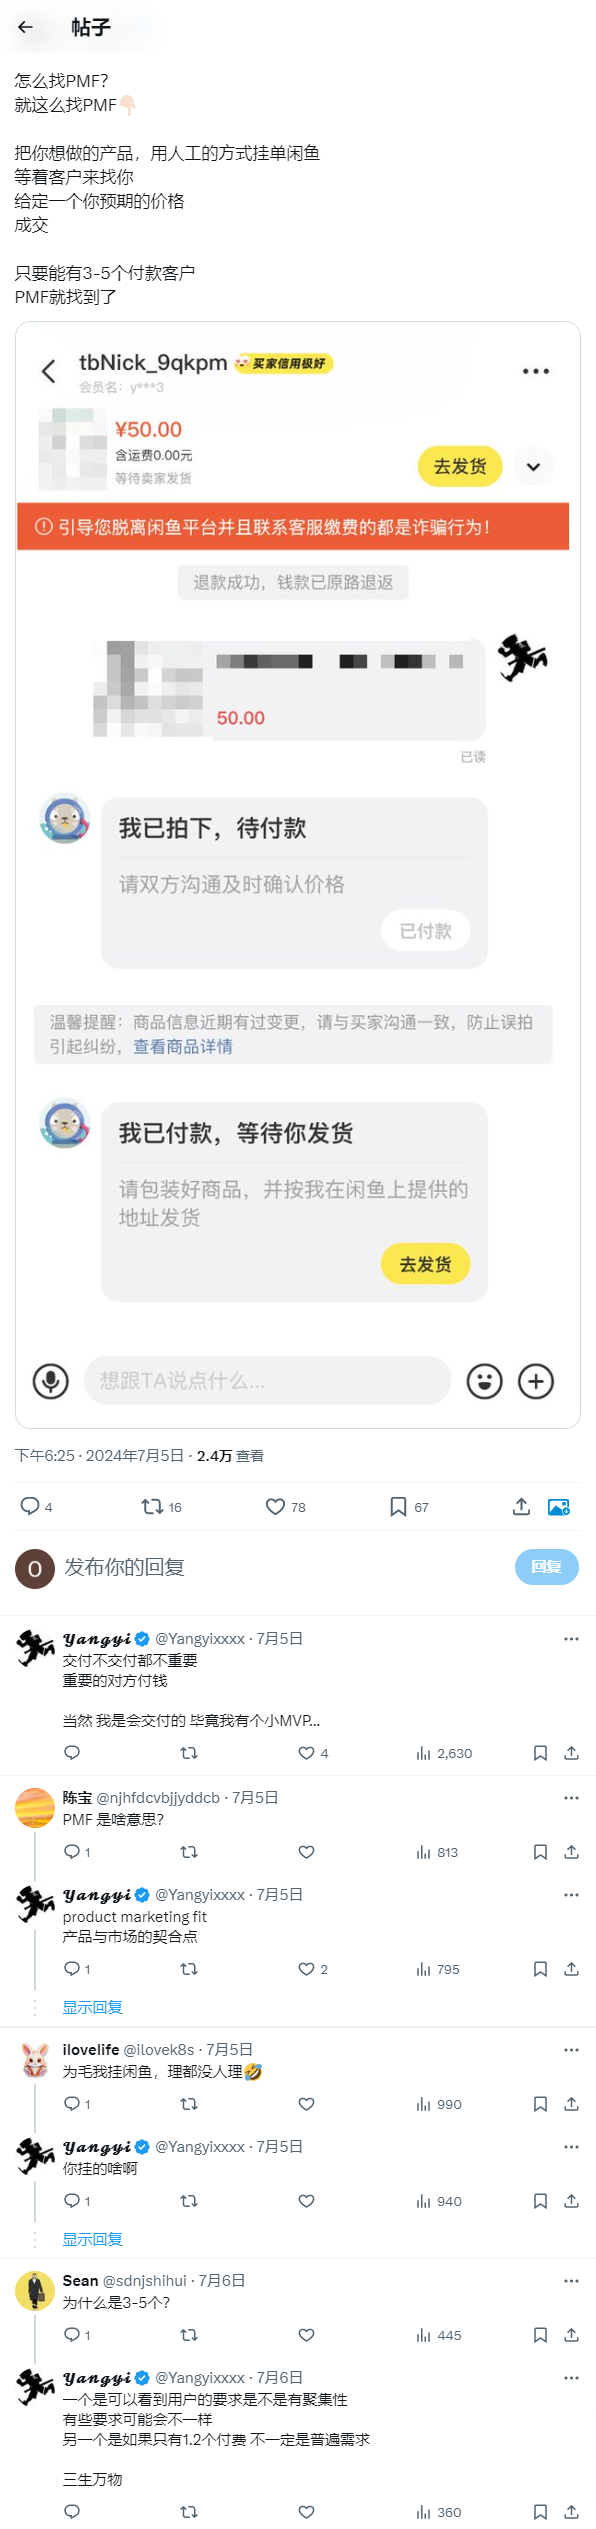 帖子
怎么找PMF?
就这么找PMF👇🏻
把你想做的产品，用人工的方式挂单闲鱼
等着客户来找你
给定一个你预期的价格
成交
只要能有3-5个付款客户
PMF就找到了
tbNick_9qkpm 买家信用极好
会员名：y***3
¥50.00
含运费0.00元
等待卖家发货
去发货
引导您脱离闲鱼平台并且联系客服缴费的都是诈骗行为！
退款成功，钱款已原路退返
50.00
已读
我已拍下，待付款
请双方沟通及时确认价格
已付款
温馨提醒：商品信息近期有过变更，请与买家沟通一致，防止误拍
引起纠纷，查看商品详情
我已付款，等待你发货
请包装好商品，并按我在闲鱼上提供的
地址发货
去发货
想跟TA说点什么...
下午6:25 · 2024年7月5日 · 2.4万 查看
4 16 78 67
O 发布你的回复 回复
Yangyi @Yangyixxxx · 7月5日
交付不交付都不重要
重要的对方付钱
当然 我是会交付的 毕竟我有个小MVP...
4 2,630
陈宝 @njhfdcvbjjyddcb · 7月5日
PMF 是啥意思?
1 813
Yangyi @Yangyixxxx · 7月5日
product marketing fit
产品与市场的契合点
1 2 795
显示回复
ilovelife @ilovek8s · 7月5日
为毛我挂闲鱼，理都没人理🤣
1 990
Yangyi @Yangyixxxx · 7月5日
你挂的啥啊
1 940
显示回复
Sean @sdnjshihui · 7月6日
为什么是3-5个?
1 445
Yangyi @Yangyixxxx · 7月6日
一个是可以看到用户的要求是不是有聚集性
有些要求可能会不一样
另一个是如果只有1.2个付费 不一定是普遍需求
三生万物
360